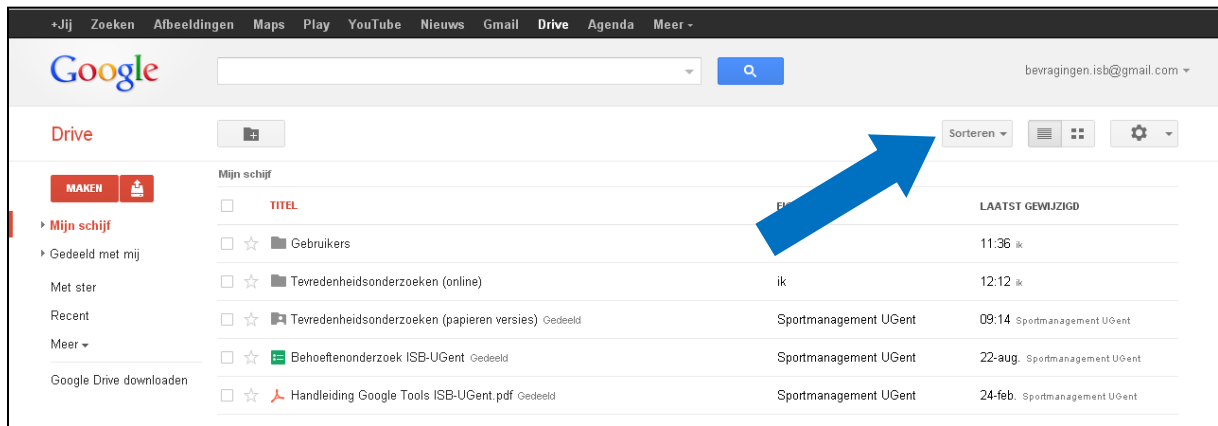 +Jij Zoeken Afbeeldingen Maps Play YouTube Nieuws Gmail Drive Agenda Meer
Google
bevragingen.isb@gmail.com
Drive
Sorteren
MAKEN
Mijn schijf
Gedeeld met mij
Met ster
Recent
Meer
Google Drive downloaden
Mijn schijf
TITEL LAATST GEWIJZIGD
Gebruikers 11:36 ik
Tevredenheidsonderzoeken (online) ik 12:12 ik
Tevredenheidsonderzoeken (papieren versies) Gedeeld Sportmanagement UGent 09:14 Sportmanagement UGent
Behoeftenonderzoek ISB-UGent Gedeeld Sportmanagement UGent 22-aug. Sportmanagement UGent
Handleiding Google Tools ISB-UGent.pdf Gedeeld Sportmanagement UGent 24-feb. Sportmanagement UGent